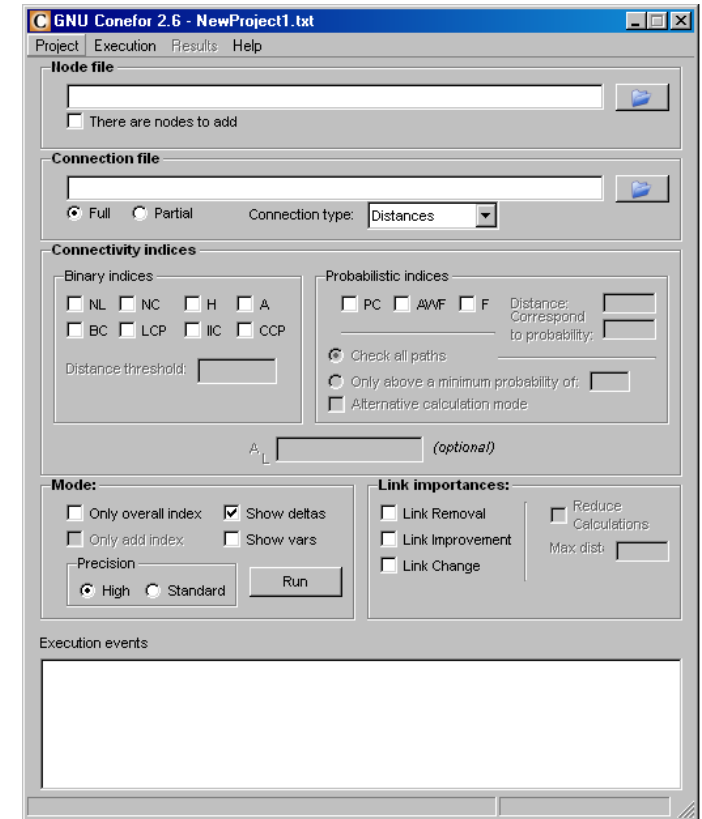 GNU Conefor 2.6 - NewProject1.txt
Project Execution Results Help
Node file
There are nodes to add
Connection file
Full Partial Connection type: Distances
Connectivity indices
Binary indices
NL NC H A
BC LCP IIC CCP
Distance threshold:
Probabilistic indices
PC AWF F Distance:
Correspond
to probability:
Check all paths
Only above a minimum probability of:
Alternative calculation mode
A L (optional)
Mode:
Only overall index Show deltas
Only add index Show vars
Precision
High Standard
Run
Link importances:
Link Removal
Link Improvement
Link Change
Reduce
Calculations
Max dist:
Execution events